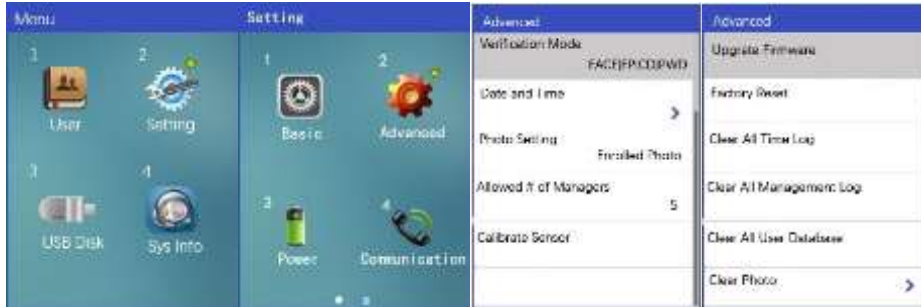 Menu
1
User
2
Setting
3
USB Disk
4
Sys Info
Setting
1
Basic
2
Advanced
3
Power
4
Communication
Advanced
Verification Mode
FACE|FP|CD|PWD
Date and Time
Photo Setting
Enrolled Photo
Allowed # of Managers
5
Calibrate Sensor
Advanced
Upgrate Firmware
Factory Reset
Clear All Time Log
Clear All Management Log
Clear All User Database
Clear Photo